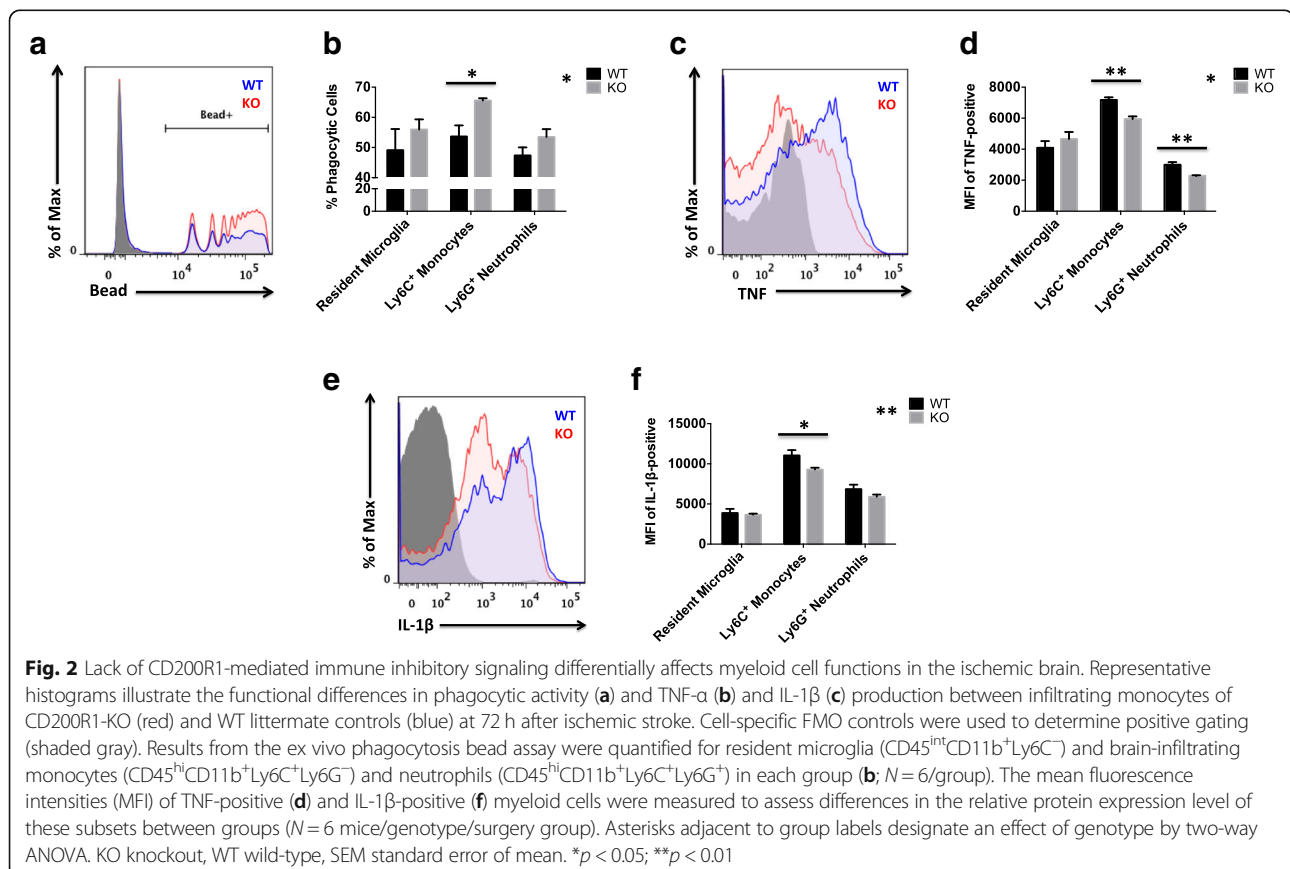 a
WT
KO
Bead+
% of Max
0
0 10⁴ 10⁵
Bead
b
WT
KO
*
*
% Phagocytic Cells
70
60
50
40
20
0
Resident Microglia
Ly6C⁺ Monocytes
Ly6G⁺ Neutrophils
c
WT
KO
% of Max
0
0 10² 10³ 10⁴ 10⁵
TNF
d
WT
KO
*
**
**
MFI of TNF-positive
8000
6000
4000
2000
0
Resident Microglia
Ly6C⁺ Monocytes
Ly6G⁺ Neutrophils
e
WT
KO
% of Max
0
0 10² 10³ 10⁴ 10⁵
IL-1β
f
WT
KO
**
*
MFI of IL-1β-positive
15000
10000
5000
0
Resident Microglia
Ly6C⁺ Monocytes
Ly6G⁺ Neutrophils
Fig. 2 Lack of CD200R1-mediated immune inhibitory signaling differentially affects myeloid cell functions in the ischemic brain. Representative
histograms illustrate the functional differences in phagocytic activity (a) and TNF-α (b) and IL-1β (c) production between infiltrating monocytes of
CD200R1-KO (red) and WT littermate controls (blue) at 72 h after ischemic stroke. Cell-specific FMO controls were used to determine positive gating
(shaded gray). Results from the ex vivo phagocytosis bead assay were quantified for resident microglia (CD45ⁱⁿᵗCD11b⁺Ly6C⁻) and brain-infiltrating
monocytes (CD45ʰⁱCD11b⁺Ly6C⁺Ly6G⁻) and neutrophils (CD45ʰⁱCD11b⁺Ly6C⁺Ly6G⁺) in each group (b; N = 6/group). The mean fluorescence
intensities (MFI) of TNF-positive (d) and IL-1β-positive (f) myeloid cells were measured to assess differences in the relative protein expression level of
these subsets between groups (N = 6 mice/genotype/surgery group). Asterisks adjacent to group labels designate an effect of genotype by two-way
ANOVA. KO knockout, WT wild-type, SEM standard error of mean. *p < 0.05; **p < 0.01